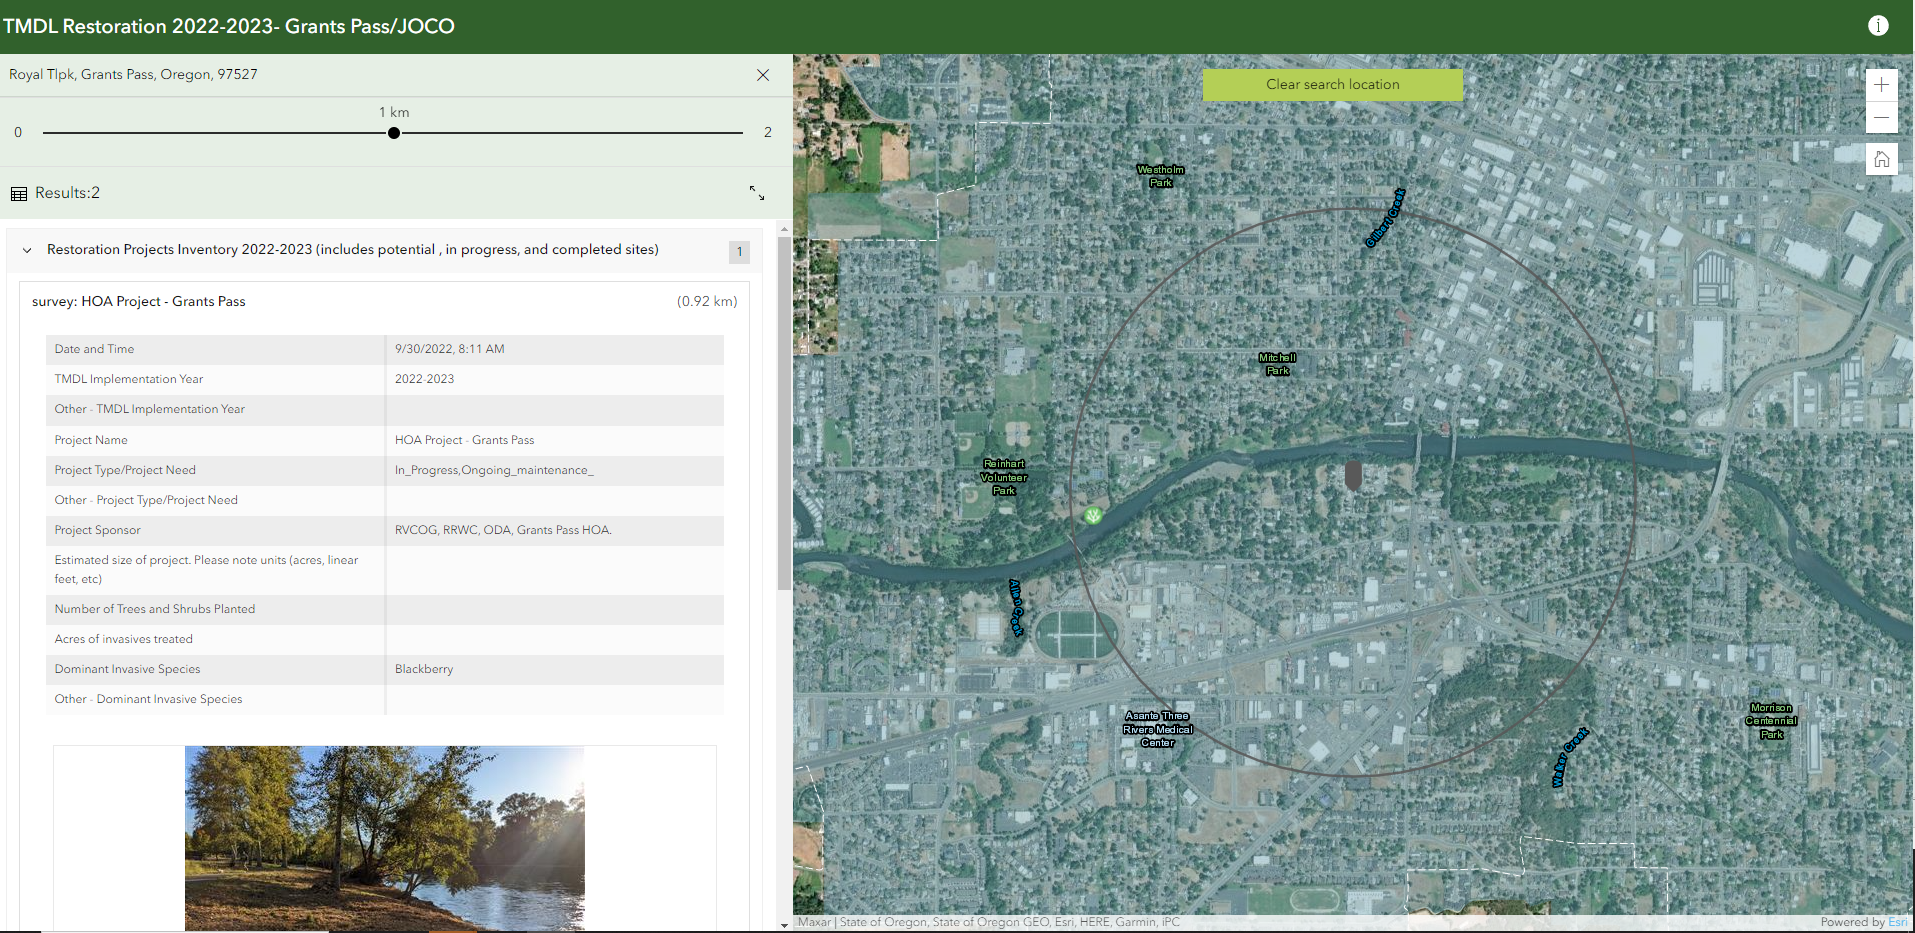 TMDL Restoration 2022-2023- Grants Pass/JOCO
Royal Tlpk, Grants Pass, Oregon, 97527
1 km
0
2
Results:2
Restoration Projects Inventory 2022-2023 (includes potential , in progress, and completed sites)
1
survey: HOA Project - Grants Pass
(0.92 km)
Date and Time
9/30/2022, 8:11 AM
TMDL Implementation Year
2022-2023
Other - TMDL Implementation Year
Project Name
HOA Project - Grants Pass
Project Type/Project Need
In_Progress,Ongoing_maintenance_
Other - Project Type/Project Need
Project Sponsor
RVCOG, RRWC, ODA, Grants Pass HOA.
Estimated size of project. Please note units (acres, linear
feet, etc)
Number of Trees and Shrubs Planted
Acres of invasives treated
Dominant Invasive Species
Blackberry
Other - Dominant Invasive Species
Clear search location
Westholm
Park
Gilbert Creek
Mitchell
Park
Reinhart
Volunteer
Park
Allen Creek
Asante Three
Rivers Medical
Center
Morrison
Centennial
Park
Walker Creek
Maxar | State of Oregon, State of Oregon GEO, Esri, HERE, Garmin, iPC
Powered by Esri